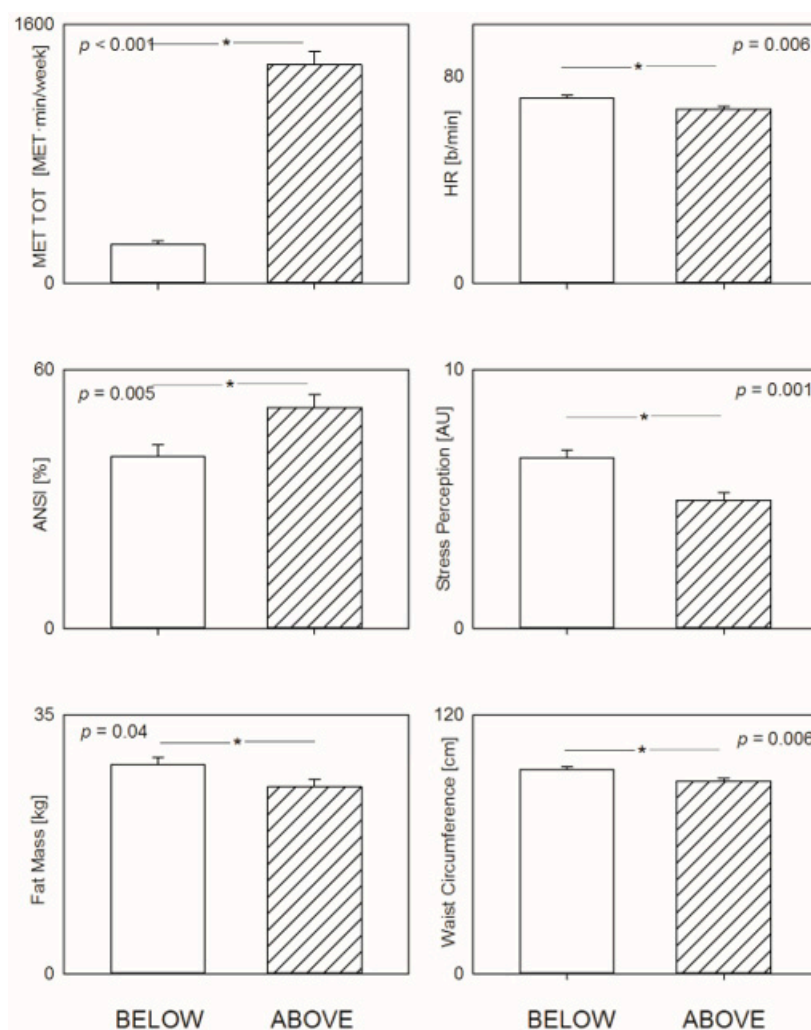 1600
p < 0.001
*
MET TOT [MET·min/week]
0
80
p = 0.006
*
HR [b/min]
0
60
p = 0.005
*
ANSI [%]
0
10
p = 0.001
*
Stress Perception [AU]
0
35
p = 0.04
*
Fat Mass [kg]
0
BELOW ABOVE
120
p = 0.006
*
Waist Circumference [cm]
0
BELOW ABOVE